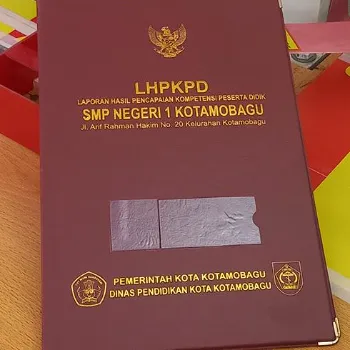 LHPKPD
LAPORAN HASIL PENCAPAIAN KOMPETENSI PESERTA DIDIK
SMP NEGERI 1 KOTAMOBAGU
Jl. Arif Rahman Hakim No. 20 Kelurahan Kotamobagu
PEMERINTAH KOTA KOTAMOBAGU
DINAS PENDIDIKAN KOTA KOTAMOBAGU